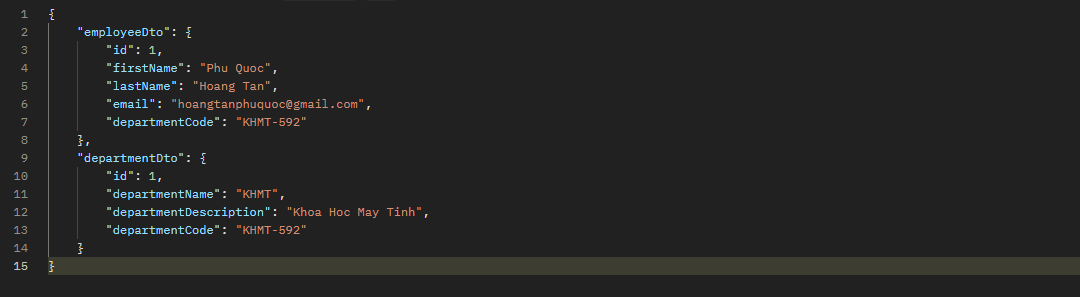 1 {
2 "employeeDto": {
3 "id": 1,
4 "firstName": "Phu Quoc",
5 "lastName": "Hoang Tan",
6 "email": "hoangtanphuquoc@gmail.com",
7 "departmentCode": "KHMT-592"
8 },
9 "departmentDto": {
10 "id": 1,
11 "departmentName": "KHMT",
12 "departmentDescription": "Khoa Hoc May Tinh",
13 "departmentCode": "KHMT-592"
14 }
15 }